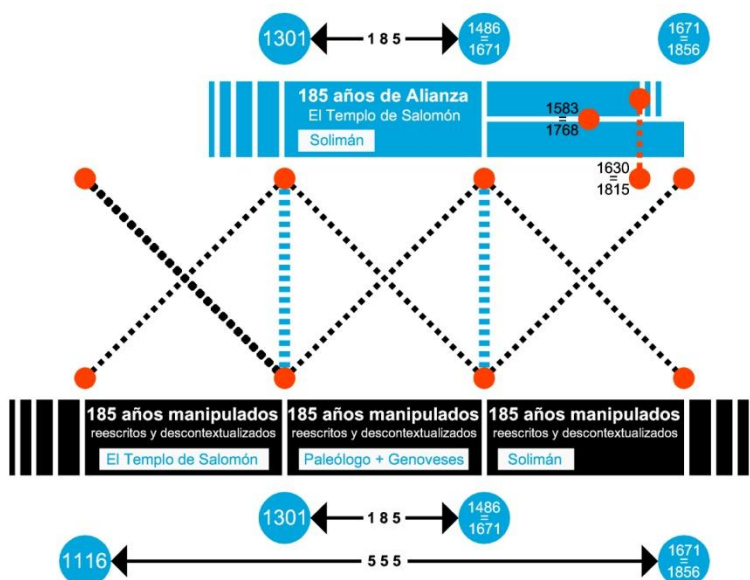 1301
185
1486
=
1671
1671
=
1856
185 años de Alianza
El Templo de Salomón
Solimán
1583
=
1768
1630
=
1815
185 años manipulados
reescritos y descontextualizados
El Templo de Salomón
185 años manipulados
reescritos y descontextualizados
Paleólogo + Genoveses
185 años manipulados
reescritos y descontextualizados
Solimán
1301
185
1486
=
1671
1116
555
1671
=
1856